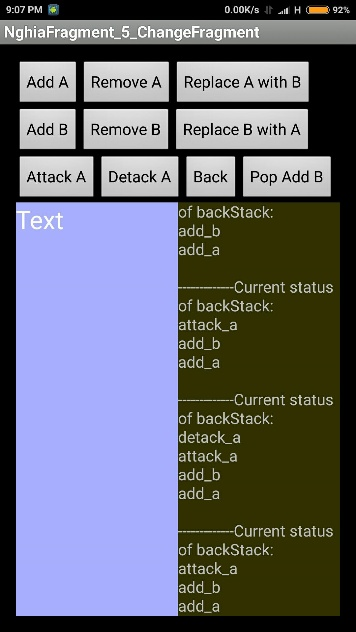 9:07 PM 0.00K/s H 92%
NghiaFragment_5_ChangeFragment
Add A Remove A Replace A with B
Add B Remove B Replace B with A
Attack A Detack A Back Pop Add B
Text
of backStack:
add_b
add_a
--------------Current status
of backStack:
attack_a
add_b
add_a
--------------Current status
of backStack:
detack_a
attack_a
add_b
add_a
--------------Current status
of backStack:
attack_a
add_b
add_a